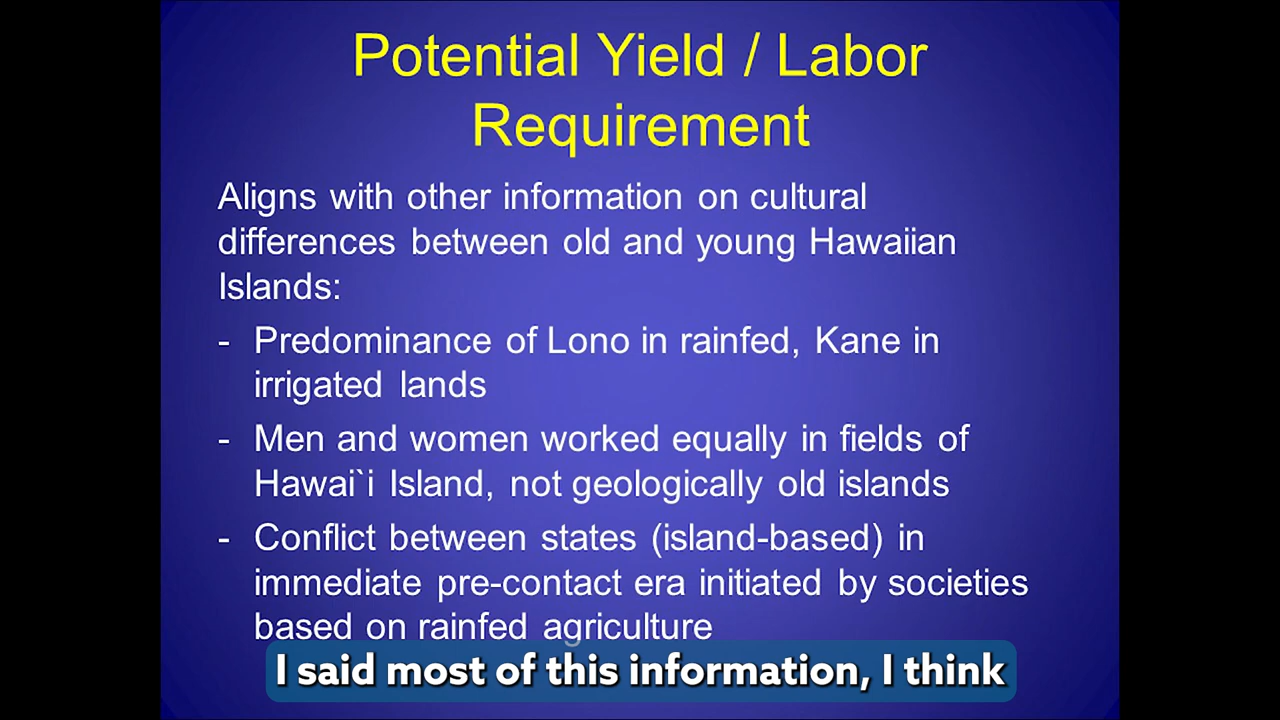 Potential Yield / Labor
Requirement
Aligns with other information on cultural
differences between old and young Hawaiian
Islands:
- Predominance of Lono in rainfed, Kane in
irrigated lands
- Men and women worked equally in fields of
Hawai`i Island, not geologically old islands
- Conflict between states (island-based) in
immediate pre-contact era initiated by societies
based on rainfed agriculture
I said most of this information, I think